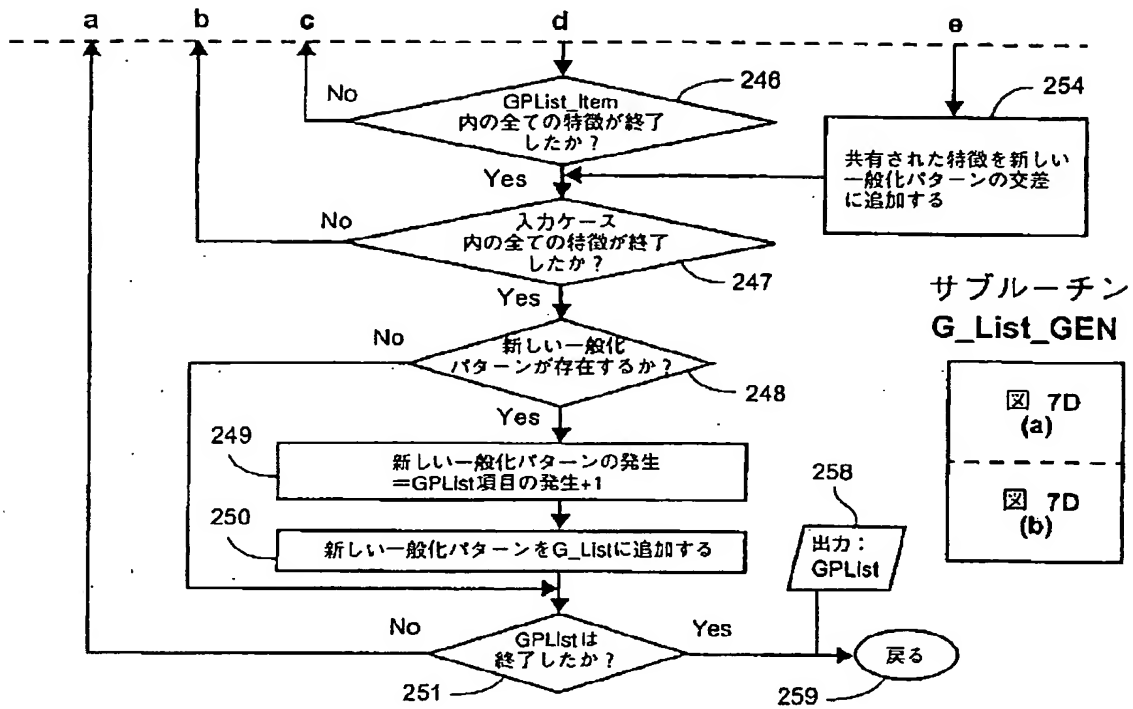 a
b
c
d
e
No
246
GPList_Item
内の全ての特徴が終了
したか？
254
共有された特徴を新しい
一般化パターンの交差
に追加する
Yes
No
入力ケース
内の全ての特徴が終了
したか？
247
Yes
サブルーチン
G_List_GEN
No
新しい一般化
パターンが存在するか？
248
図 7D
(a)
図 7D
(b)
Yes
249
新しい一般化パターンの発生
＝GPList項目の発生+1
250
新しい一般化パターンをG_Listに追加する
258
出力：
GPList
No
GPListは
終了したか？
Yes
251
戻る
259